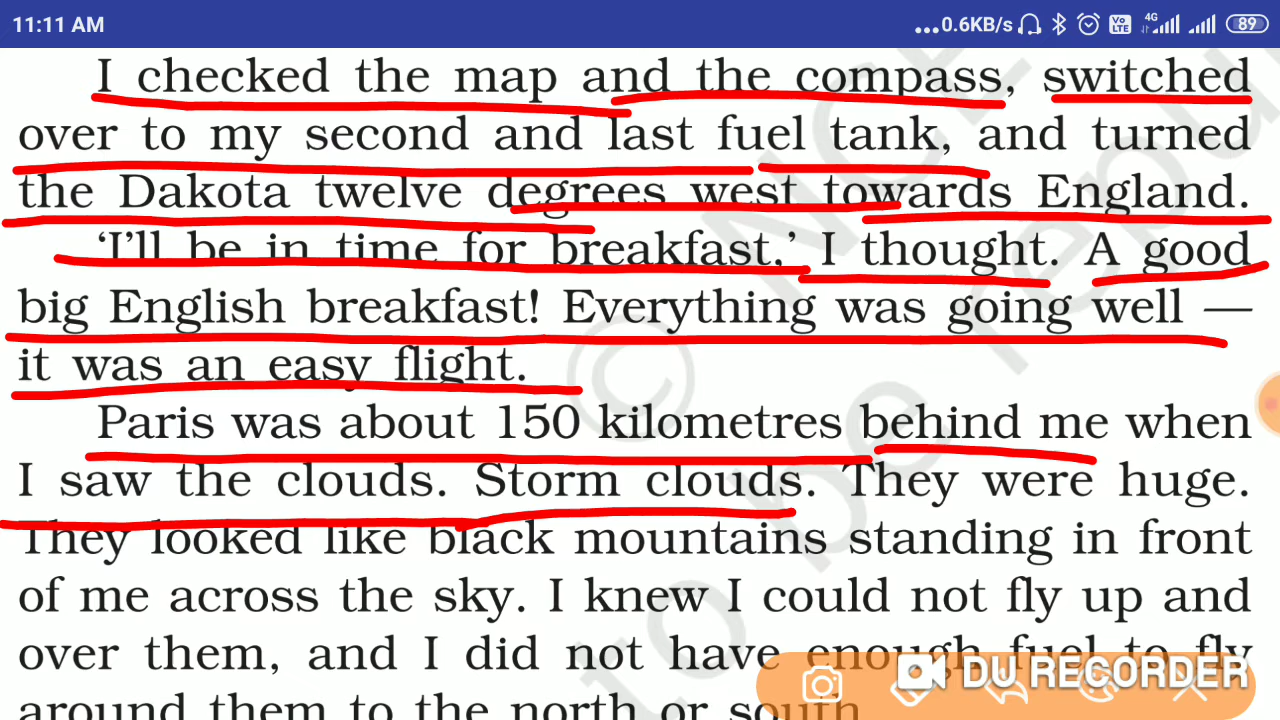 11:11 AM
...0.6KB/s 4G Vo LTE 89
I checked the map and the compass, switched
over to my second and last fuel tank, and turned
the Dakota twelve degrees west towards England.
‘I’ll be in time for breakfast,’ I thought. A good
big English breakfast! Everything was going well —
it was an easy flight.
Paris was about 150 kilometres behind me when
I saw the clouds. Storm clouds. They were huge.
They looked like black mountains standing in front
of me across the sky. I knew I could not fly up and
over them, and I did not have enough fuel to fly
DU RECORDER
around them to the north or south